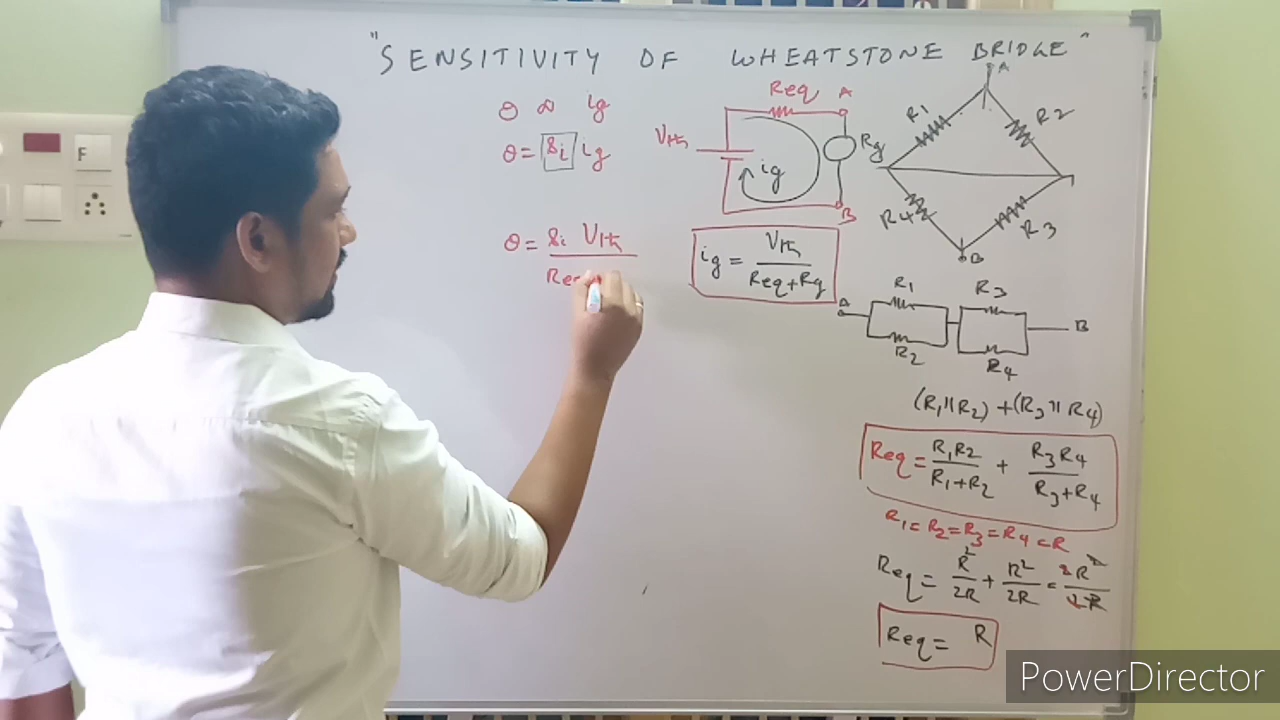 "SENSITIVITY OF WHEATSTONE BRIDGE"
θ ∝ ig
θ = Si ig
θ = Si Vth
Req
Req A
Vth
Rg
ig
B
ig = Vth / Req+Rg
A
R1 R2
R4 R3
B
R1 R3
A B
R2 R4
(R1 || R2) + (R3 || R4)
Req = R1R2 / R1+R2 + R3R4 / R3+R4
R1 = R2 = R3 = R4 = R
Req = R² / 2R + R² / 2R = 2R² / 2R
Req = R
F
PowerDirector